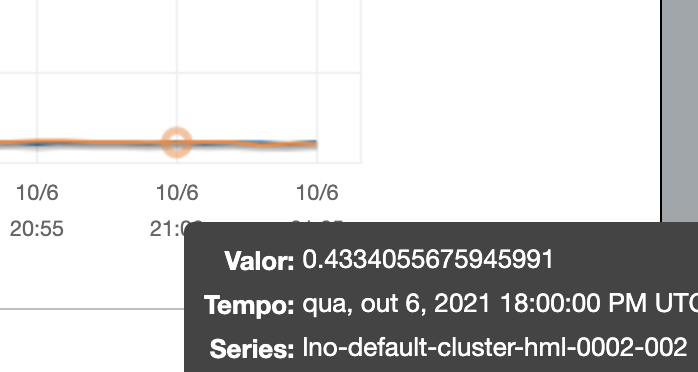 10/6 10/6 10/6
20:55
Valor: 0.4334055675945991
Tempo: qua, out 6, 2021 18:00:00 PM UTC
Series: lno-default-cluster-hml-0002-002